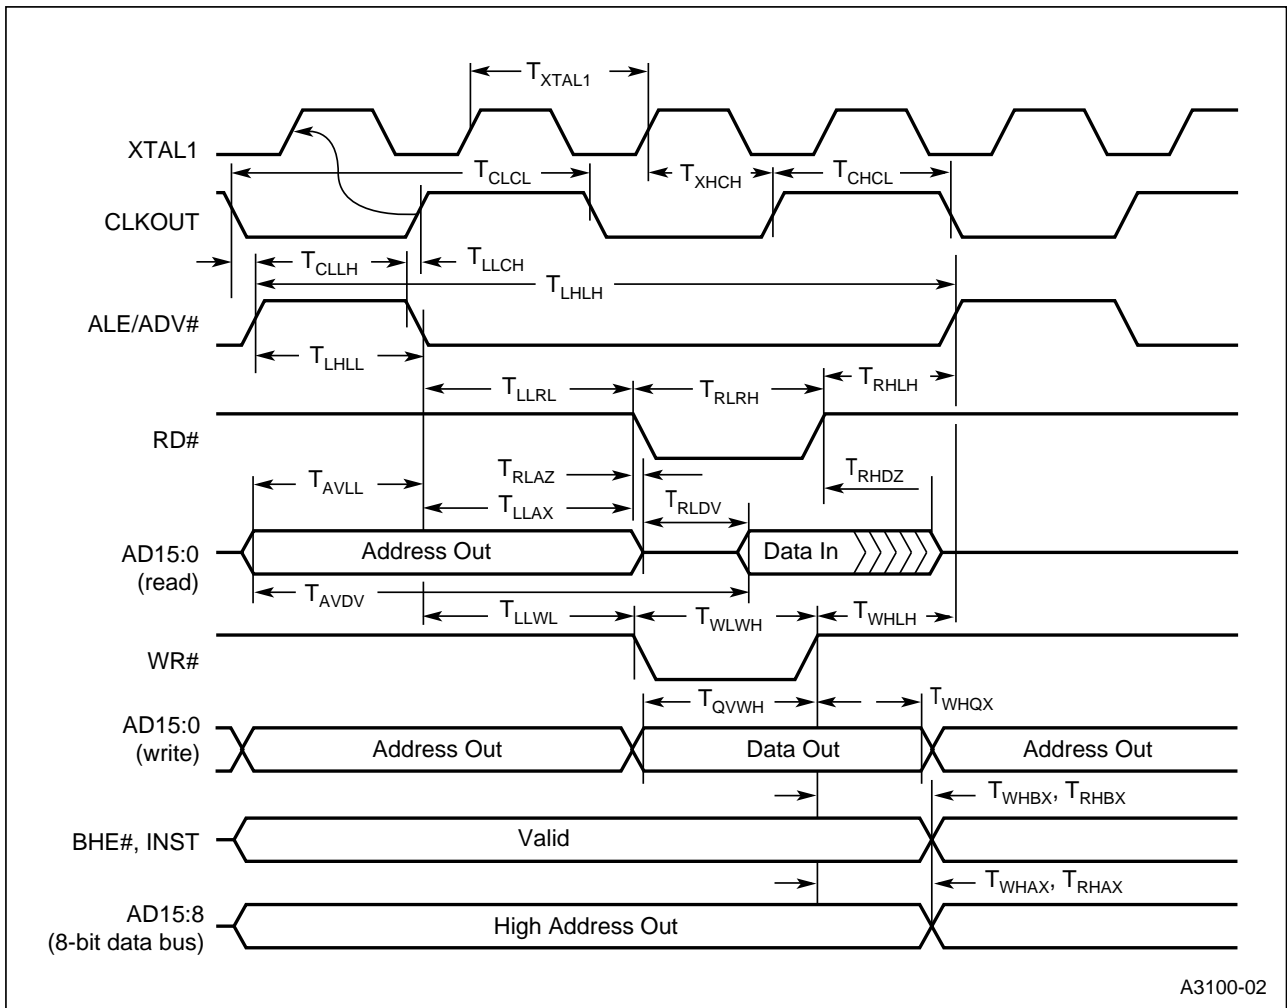 T_XTAL1
XTAL1
T_CLCL
T_XHCH
T_CHCL
CLKOUT
T_CLLH
T_LLCH
T_LHLH
ALE/ADV#
T_LHLL
T_LLRL
T_RLRH
T_RHLH
RD#
T_AVLL
T_RLAZ
T_RHDZ
T_LLAX
T_RLDV
AD15:0
(read)
Address Out
Data In
T_AVDV
T_LLWL
T_WLWH
T_WHLH
WR#
T_QVWH
T_WHQX
AD15:0
(write)
Address Out
Data Out
Address Out
T_WHBX, T_RHBX
BHE#, INST
Valid
T_WHAX, T_RHAX
AD15:8
(8-bit data bus)
High Address Out
A3100-02